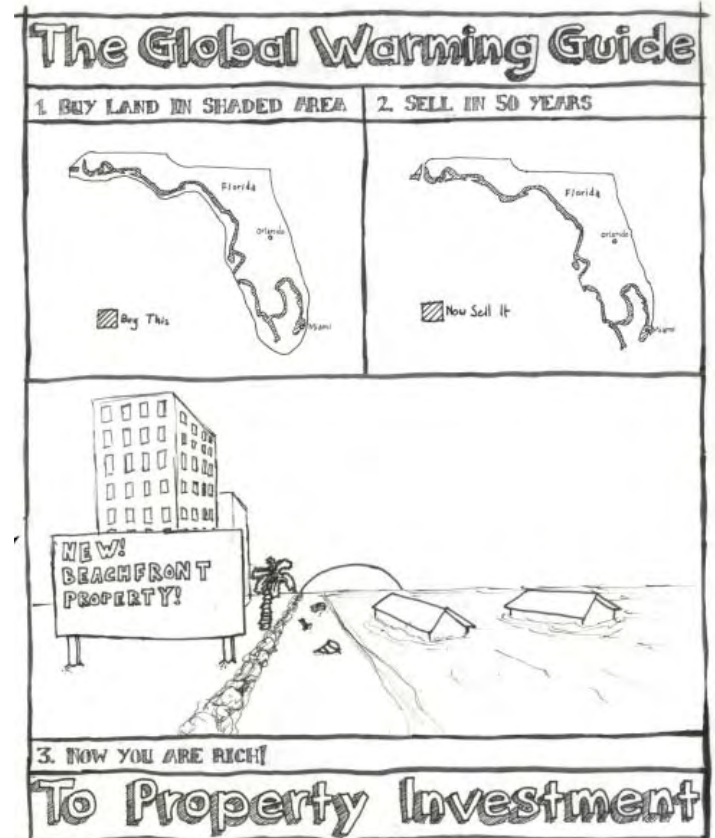 The Global Warming Guide
1. BUY LAND IN SHADED AREA
2. SELL IN 50 YEARS
Florida
Orlando
Miami
Buy This
Florida
Orlando
Miami
Now Sell It
NEW!
BEACHFRONT
PROPERTY!
3. NOW YOU ARE RICH!
To Property Investment